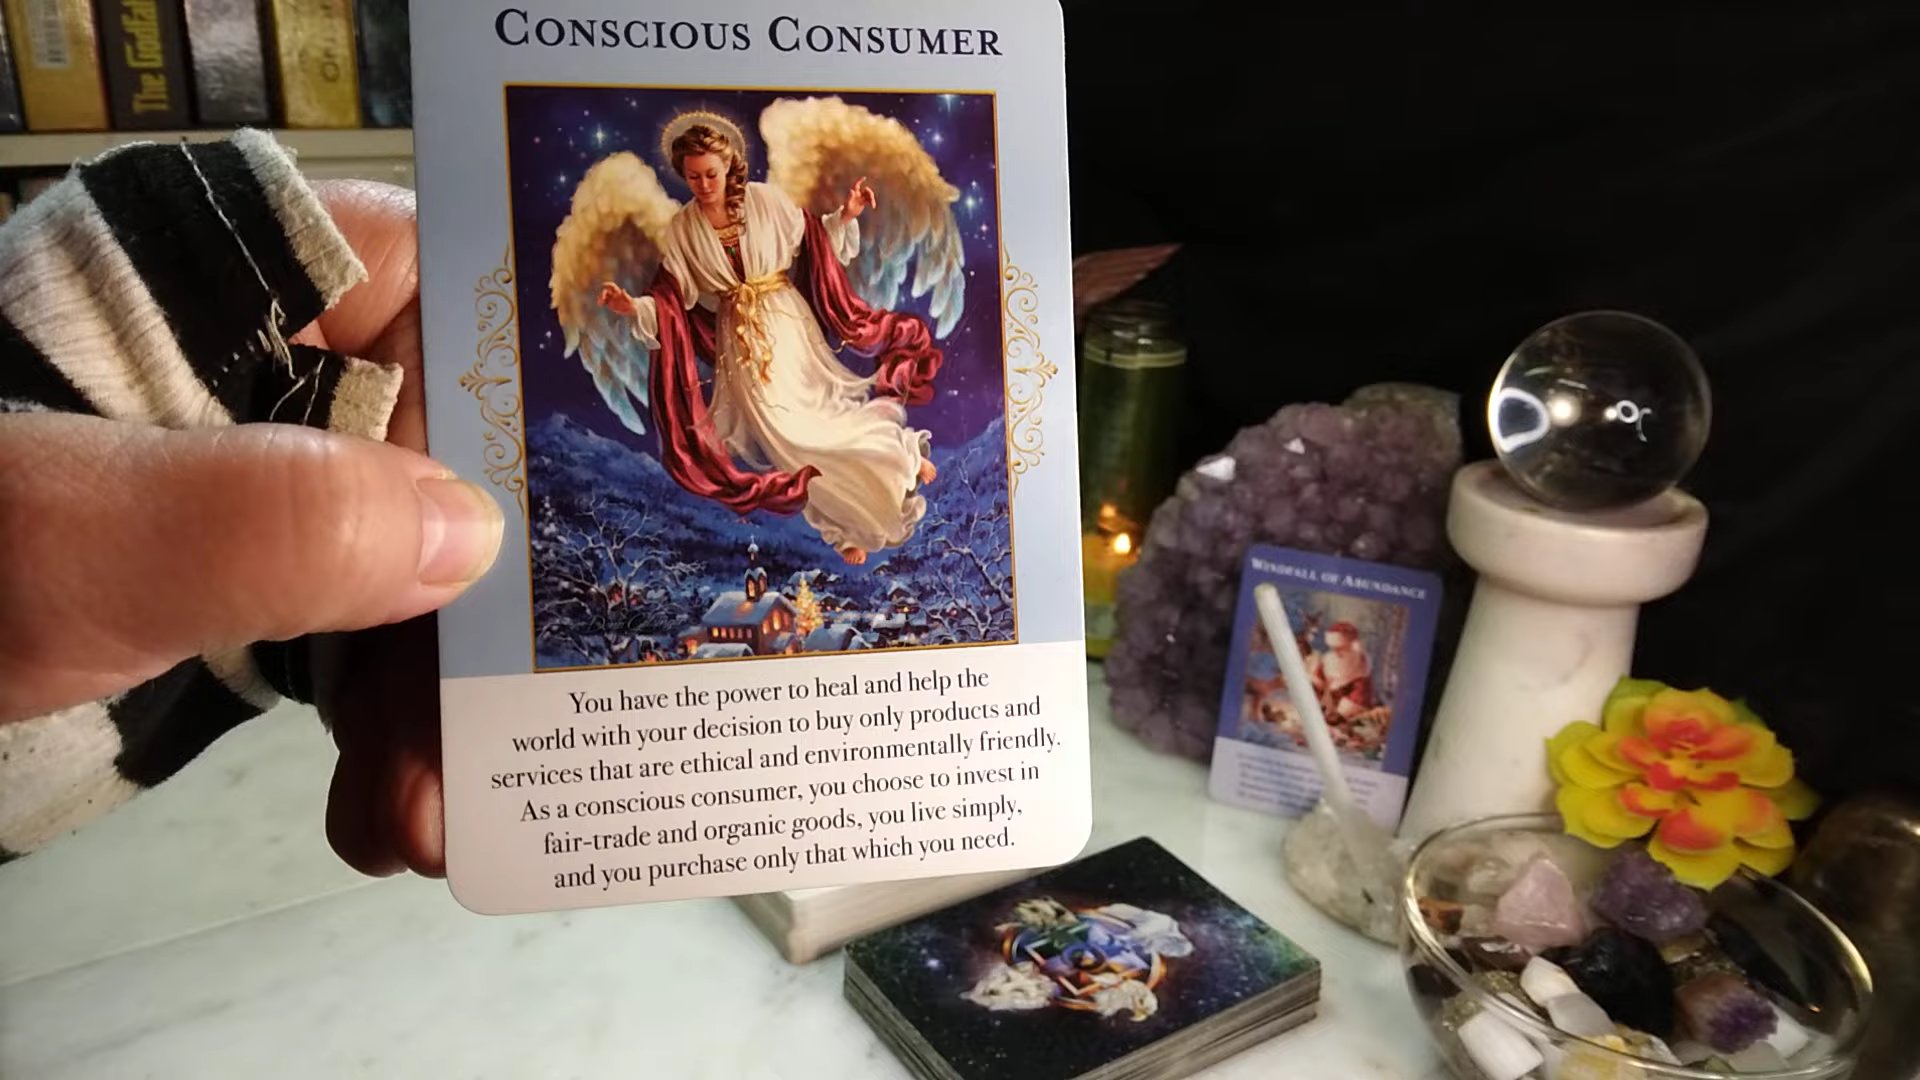 CONSCIOUS CONSUMER
You have the power to heal and help the
world with your decision to buy only products and
services that are ethical and environmentally friendly.
As a conscious consumer, you choose to invest in
fair-trade and organic goods, you live simply,
and you purchase only that which you need.
WINDFALL OF ABUNDANCE
The